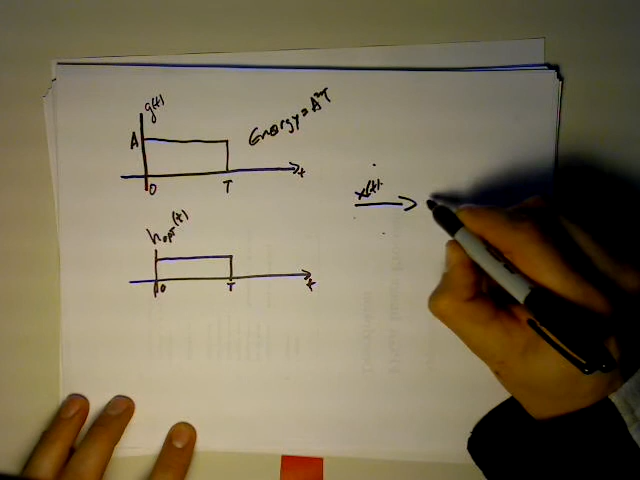 g(t)
A
Energy = A²T
0
T
t
x(t)
h_opt(t)
0
T
t